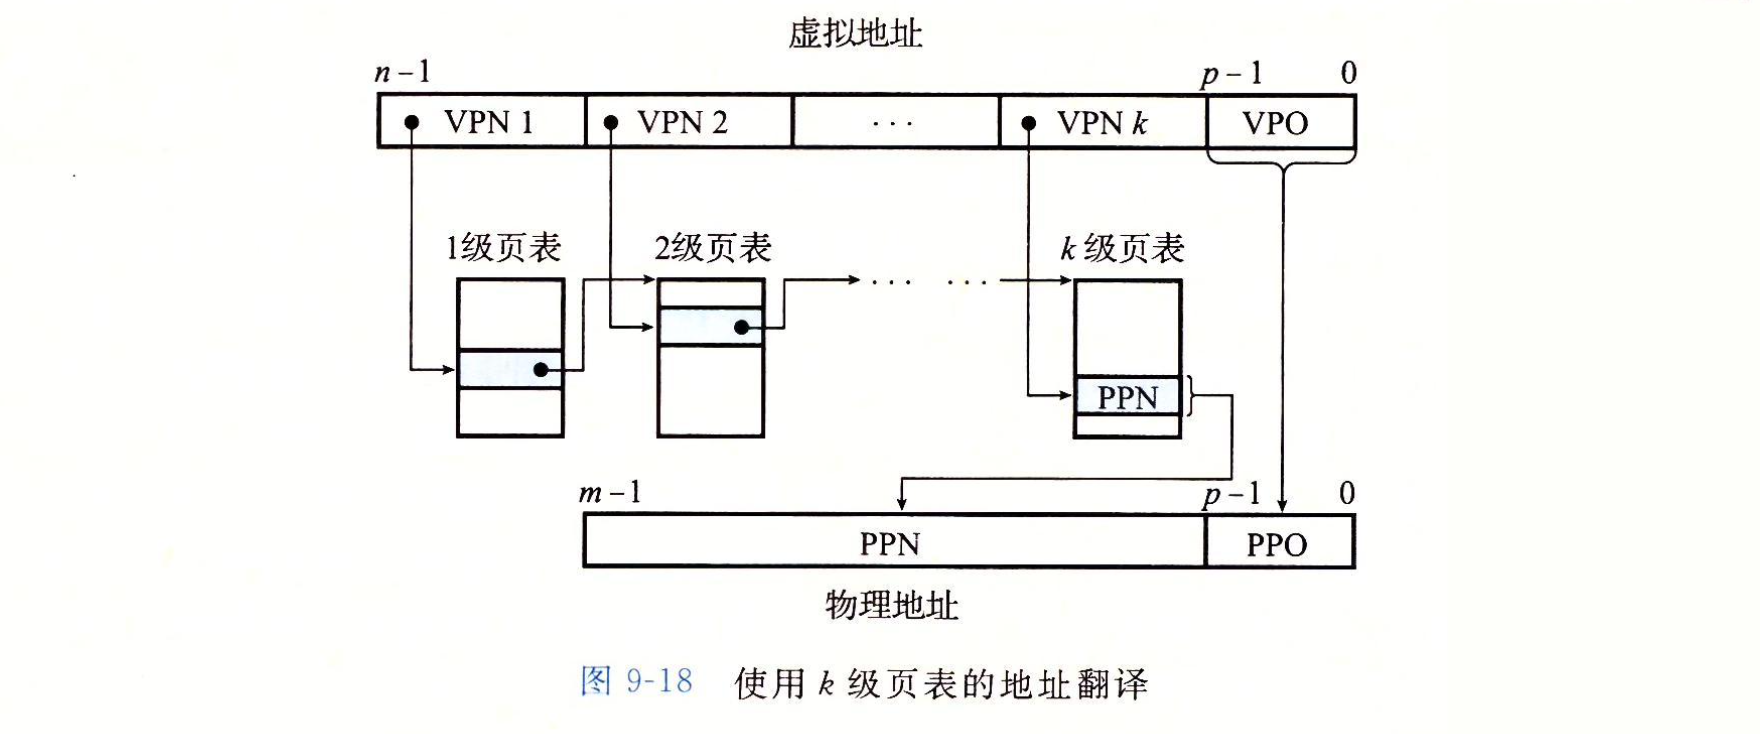 虚拟地址
n-1 p-1 0
VPN 1 VPN 2 ... VPN k VPO
1级页表 2级页表 k 级页表
... ...
PPN
m-1 p-1 0
PPN PPO
物理地址
图 9-18 使用 k 级页表的地址翻译